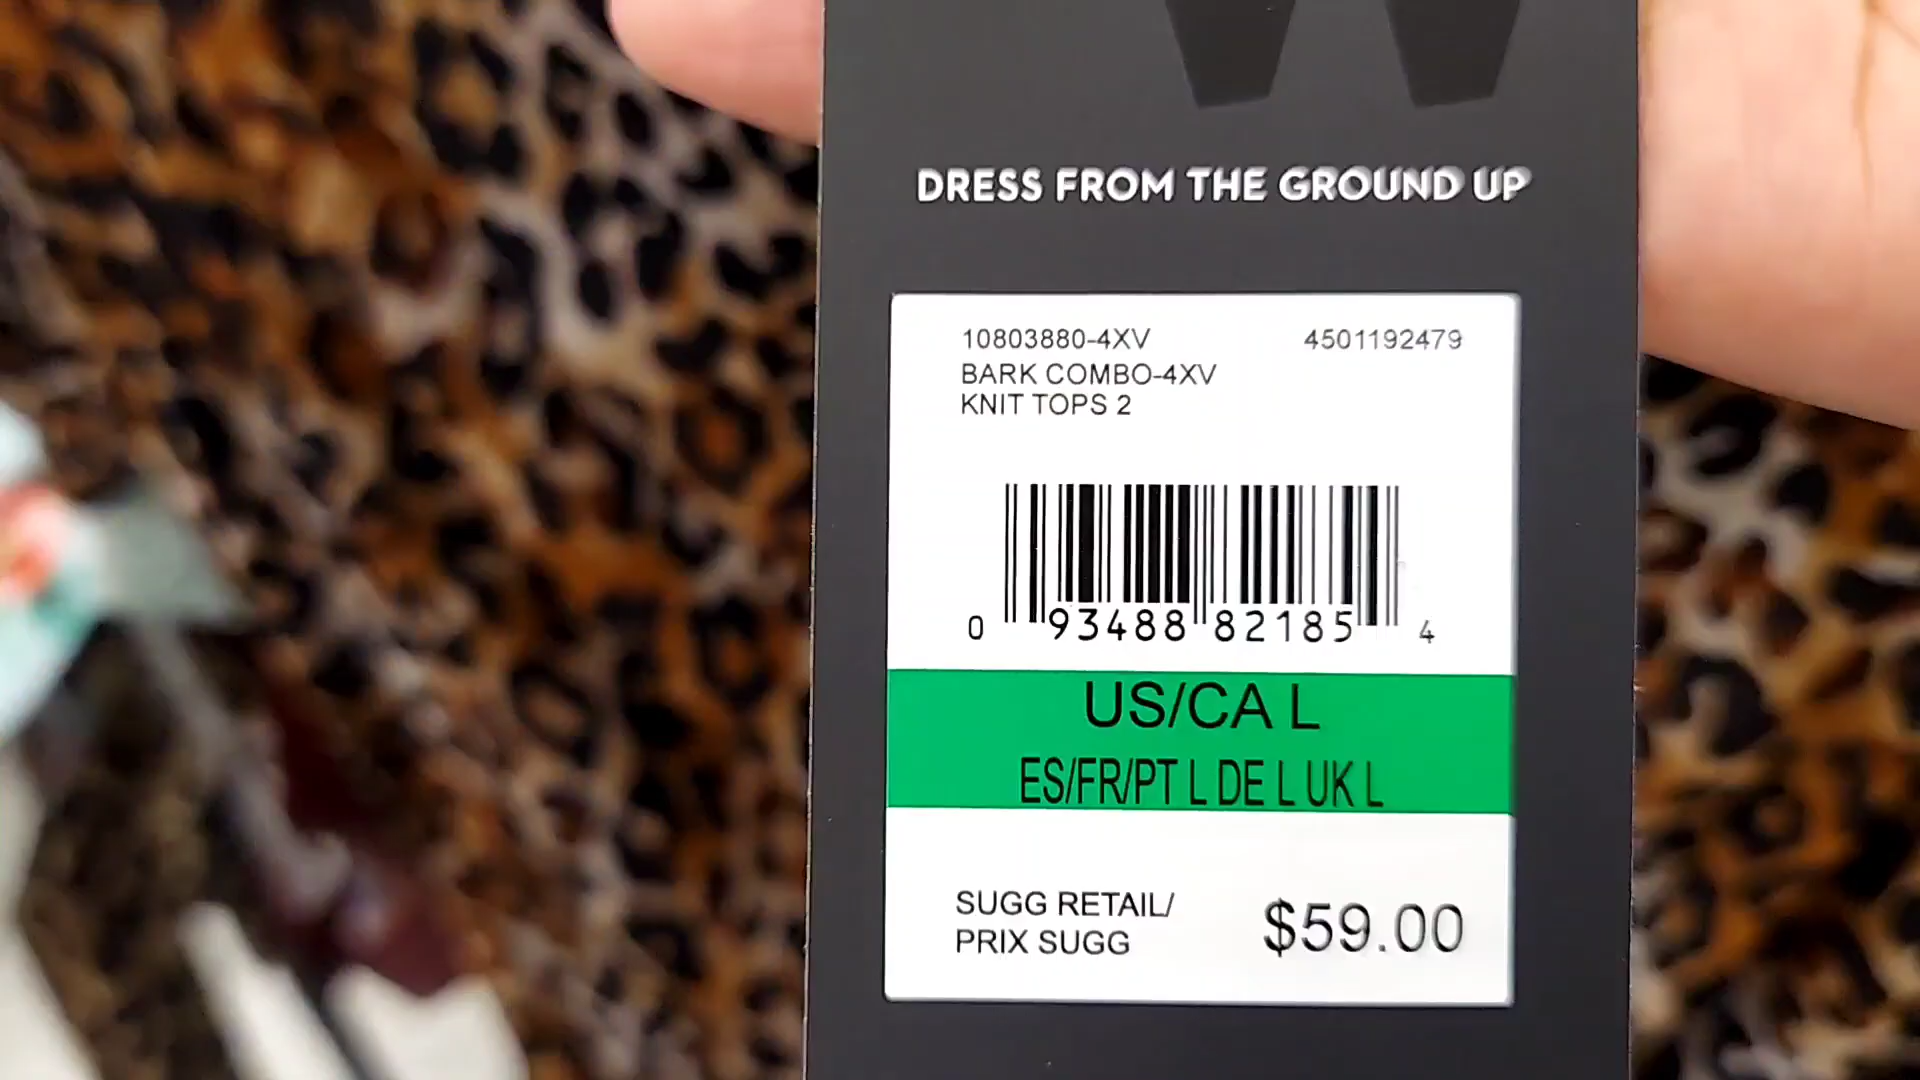 DRESS FROM THE GROUND UP
10803880-4XV 4501192479
BARK COMBO-4XV
KNIT TOPS 2
0 93488 82185 4
US/CA L
ES/FR/PT L DE L UK L
SUGG RETAIL/
PRIX SUGG $59.00